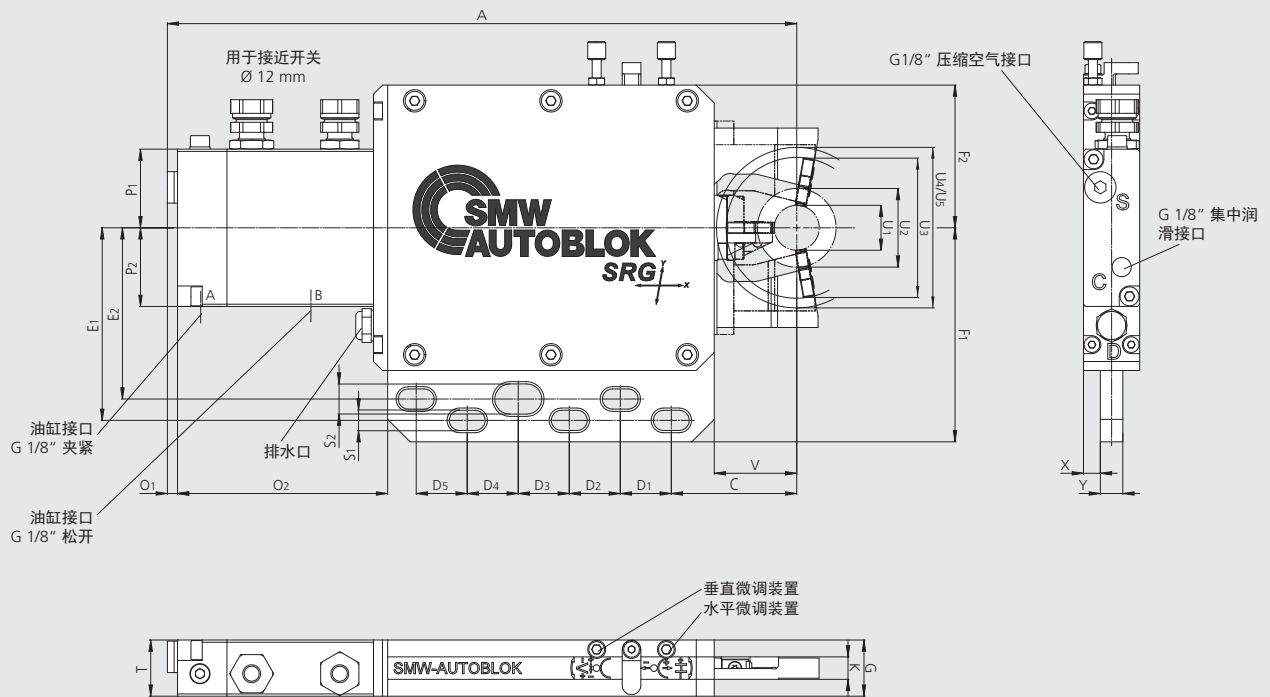 A
用于接近开关
Ø 12 mm
G1/8" 压缩空气接口
F2
P1
U4/U5
U3
U2
U1
SMW
AUTOBLOK
SRG
Y
X
S
G 1/8" 集中润
滑接口
C
P2
A
B
E1
E2
F1
D
油缸接口
G 1/8" 夹紧
排水口
S2
S1
V
X
O1
O2
D5
D4
D3
D2
D1
C
Y
油缸接口
G 1/8" 松开
垂直微调装置
水平微调装置
T
SMW-AUTOBLOK
V
H
K
G